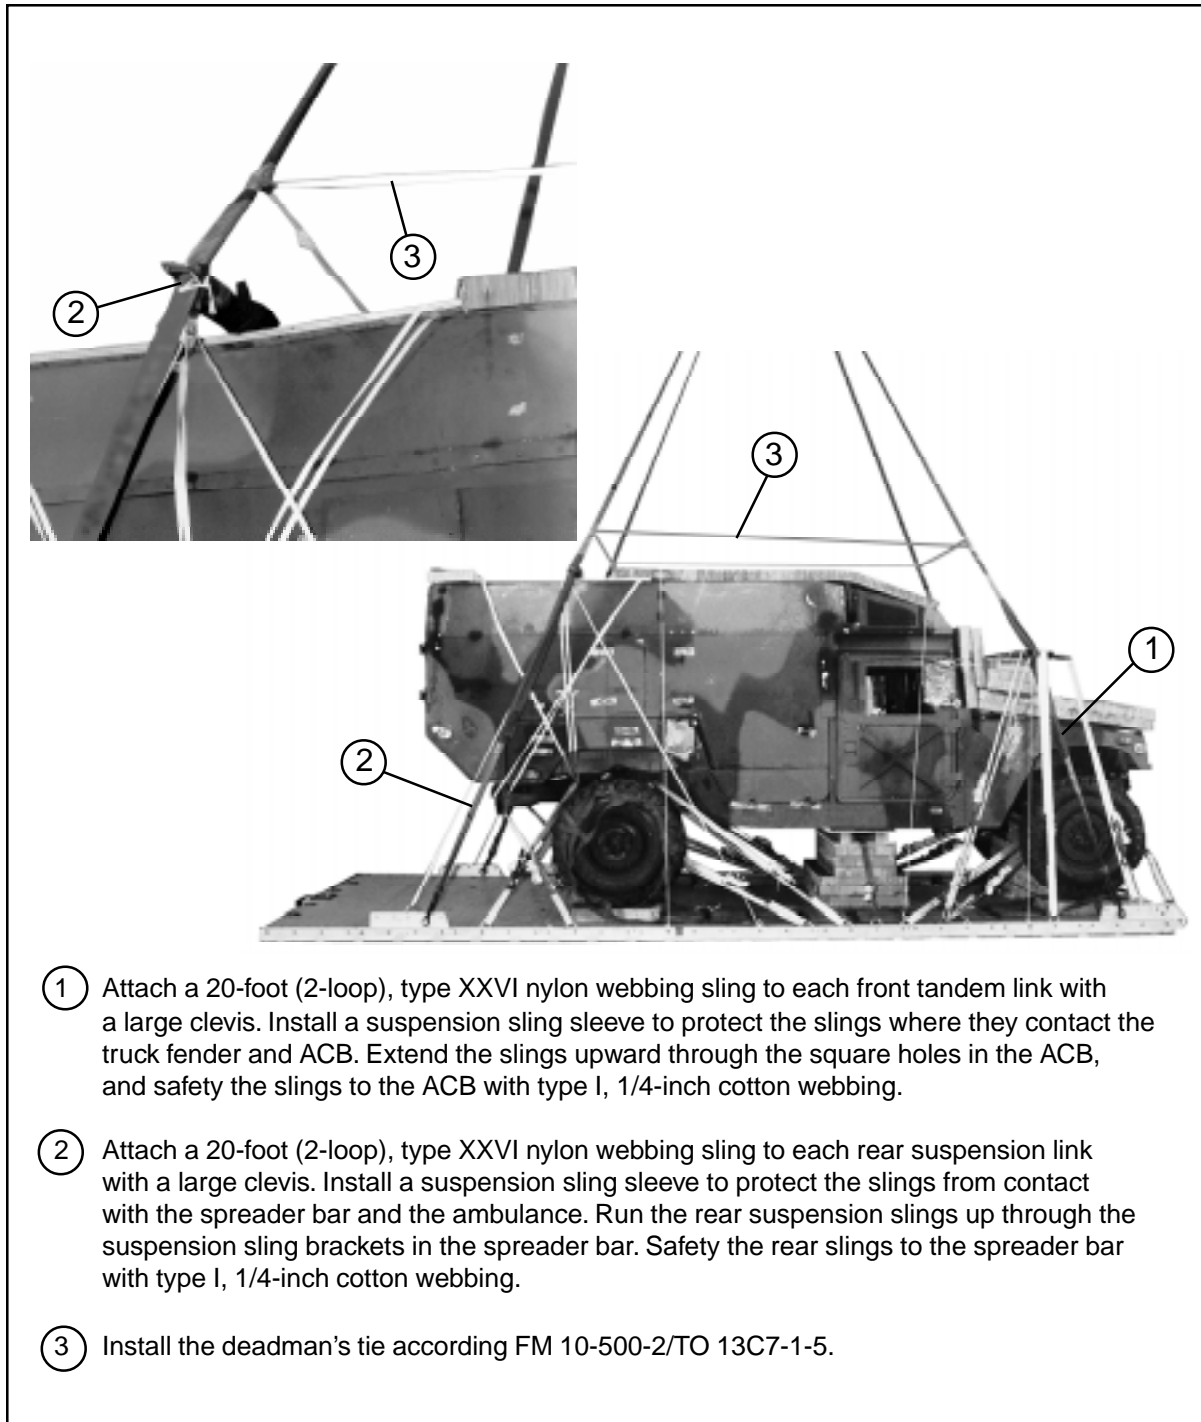 3
2
3
1
2
1 Attach a 20-foot (2-loop), type XXVI nylon webbing sling to each front tandem link with
a large clevis. Install a suspension sling sleeve to protect the slings where they contact the
truck fender and ACB. Extend the slings upward through the square holes in the ACB,
and safety the slings to the ACB with type I, 1/4-inch cotton webbing.
2 Attach a 20-foot (2-loop), type XXVI nylon webbing sling to each rear suspension link
with a large clevis. Install a suspension sling sleeve to protect the slings from contact
with the spreader bar and the ambulance. Run the rear suspension slings up through the
suspension sling brackets in the spreader bar. Safety the rear slings to the spreader bar
with type I, 1/4-inch cotton webbing.
3 Install the deadman’s tie according FM 10-500-2/TO 13C7-1-5.